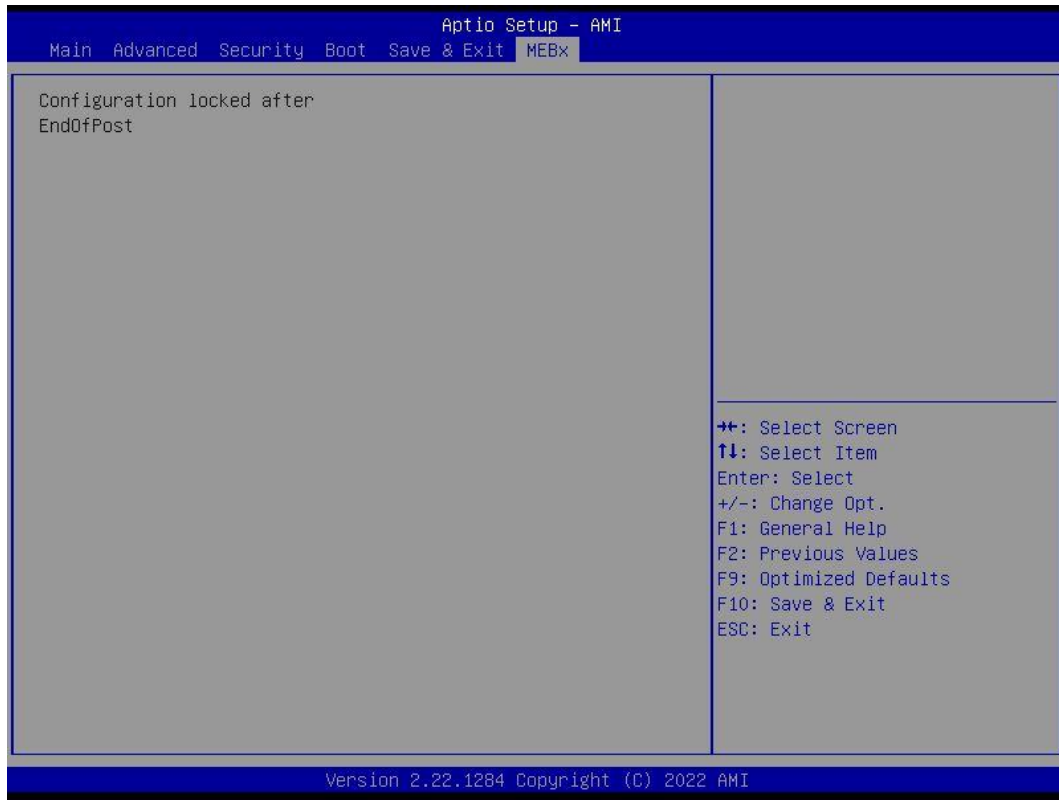 Aptio Setup – AMI
Main Advanced Security Boot Save & Exit MEBx
Configuration locked after
EndOfPost
→←: Select Screen
↑↓: Select Item
Enter: Select
+/-: Change Opt.
F1: General Help
F2: Previous Values
F9: Optimized Defaults
F10: Save & Exit
ESC: Exit
Version 2.22.1284 Copyright (C) 2022 AMI